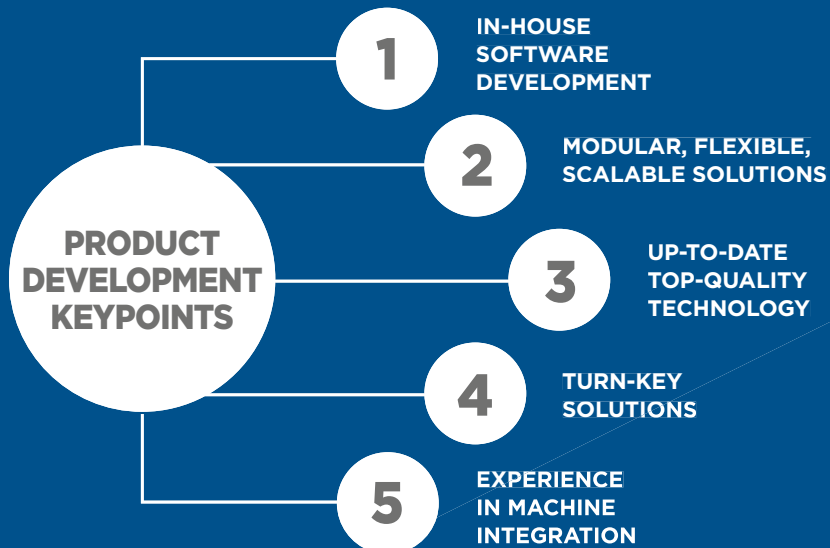 PRODUCT
DEVELOPMENT
KEYPOINTS
1
IN-HOUSE
SOFTWARE
DEVELOPMENT
2
MODULAR, FLEXIBLE,
SCALABLE SOLUTIONS
3
UP-TO-DATE
TOP-QUALITY
TECHNOLOGY
4
TURN-KEY
SOLUTIONS
5
EXPERIENCE
IN MACHINE
INTEGRATION